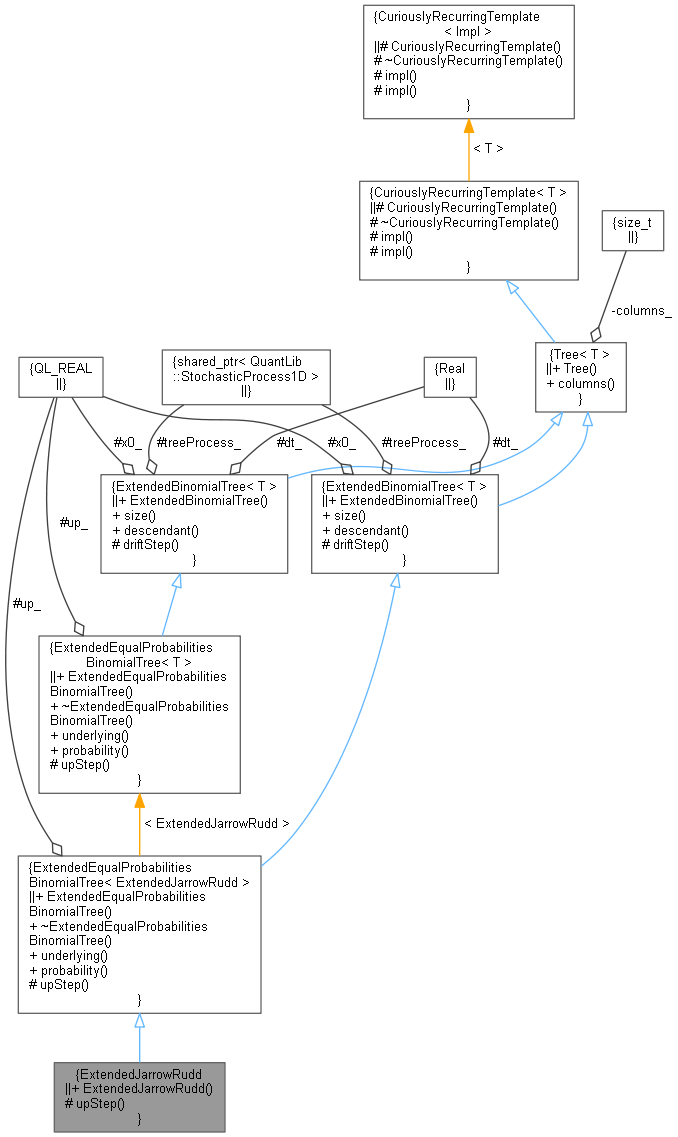 {CuriouslyRecurringTemplate
< Impl >
||# CuriouslyRecurringTemplate()
# ~CuriouslyRecurringTemplate()
# impl()
# impl()
}
< T >
{CuriouslyRecurringTemplate< T >
||# CuriouslyRecurringTemplate()
# ~CuriouslyRecurringTemplate()
# impl()
# impl()
}
{size_t
||}
-columns_
{Tree< T >
||+ Tree()
+ columns()
}
{QL_REAL
||}
{shared_ptr< QuantLib
::StochasticProcess1D >
||}
{Real
||}
#x0_
#treeProcess_
#dt_
#x0_
#treeProcess_
#dt_
{ExtendedBinomialTree< T >
||+ ExtendedBinomialTree()
+ size()
+ descendant()
# driftStep()
}
{ExtendedBinomialTree< T >
||+ ExtendedBinomialTree()
+ size()
+ descendant()
# driftStep()
}
#up_
#up_
{ExtendedEqualProbabilities
BinomialTree< T >
||+ ExtendedEqualProbabilities
BinomialTree()
+ ~ExtendedEqualProbabilities
BinomialTree()
+ underlying()
+ probability()
# upStep()
}
< ExtendedJarrowRudd >
{ExtendedEqualProbabilities
BinomialTree< ExtendedJarrowRudd >
||+ ExtendedEqualProbabilities
BinomialTree()
+ ~ExtendedEqualProbabilities
BinomialTree()
+ underlying()
+ probability()
# upStep()
}
{ExtendedJarrowRudd
||+ ExtendedJarrowRudd()
# upStep()
}